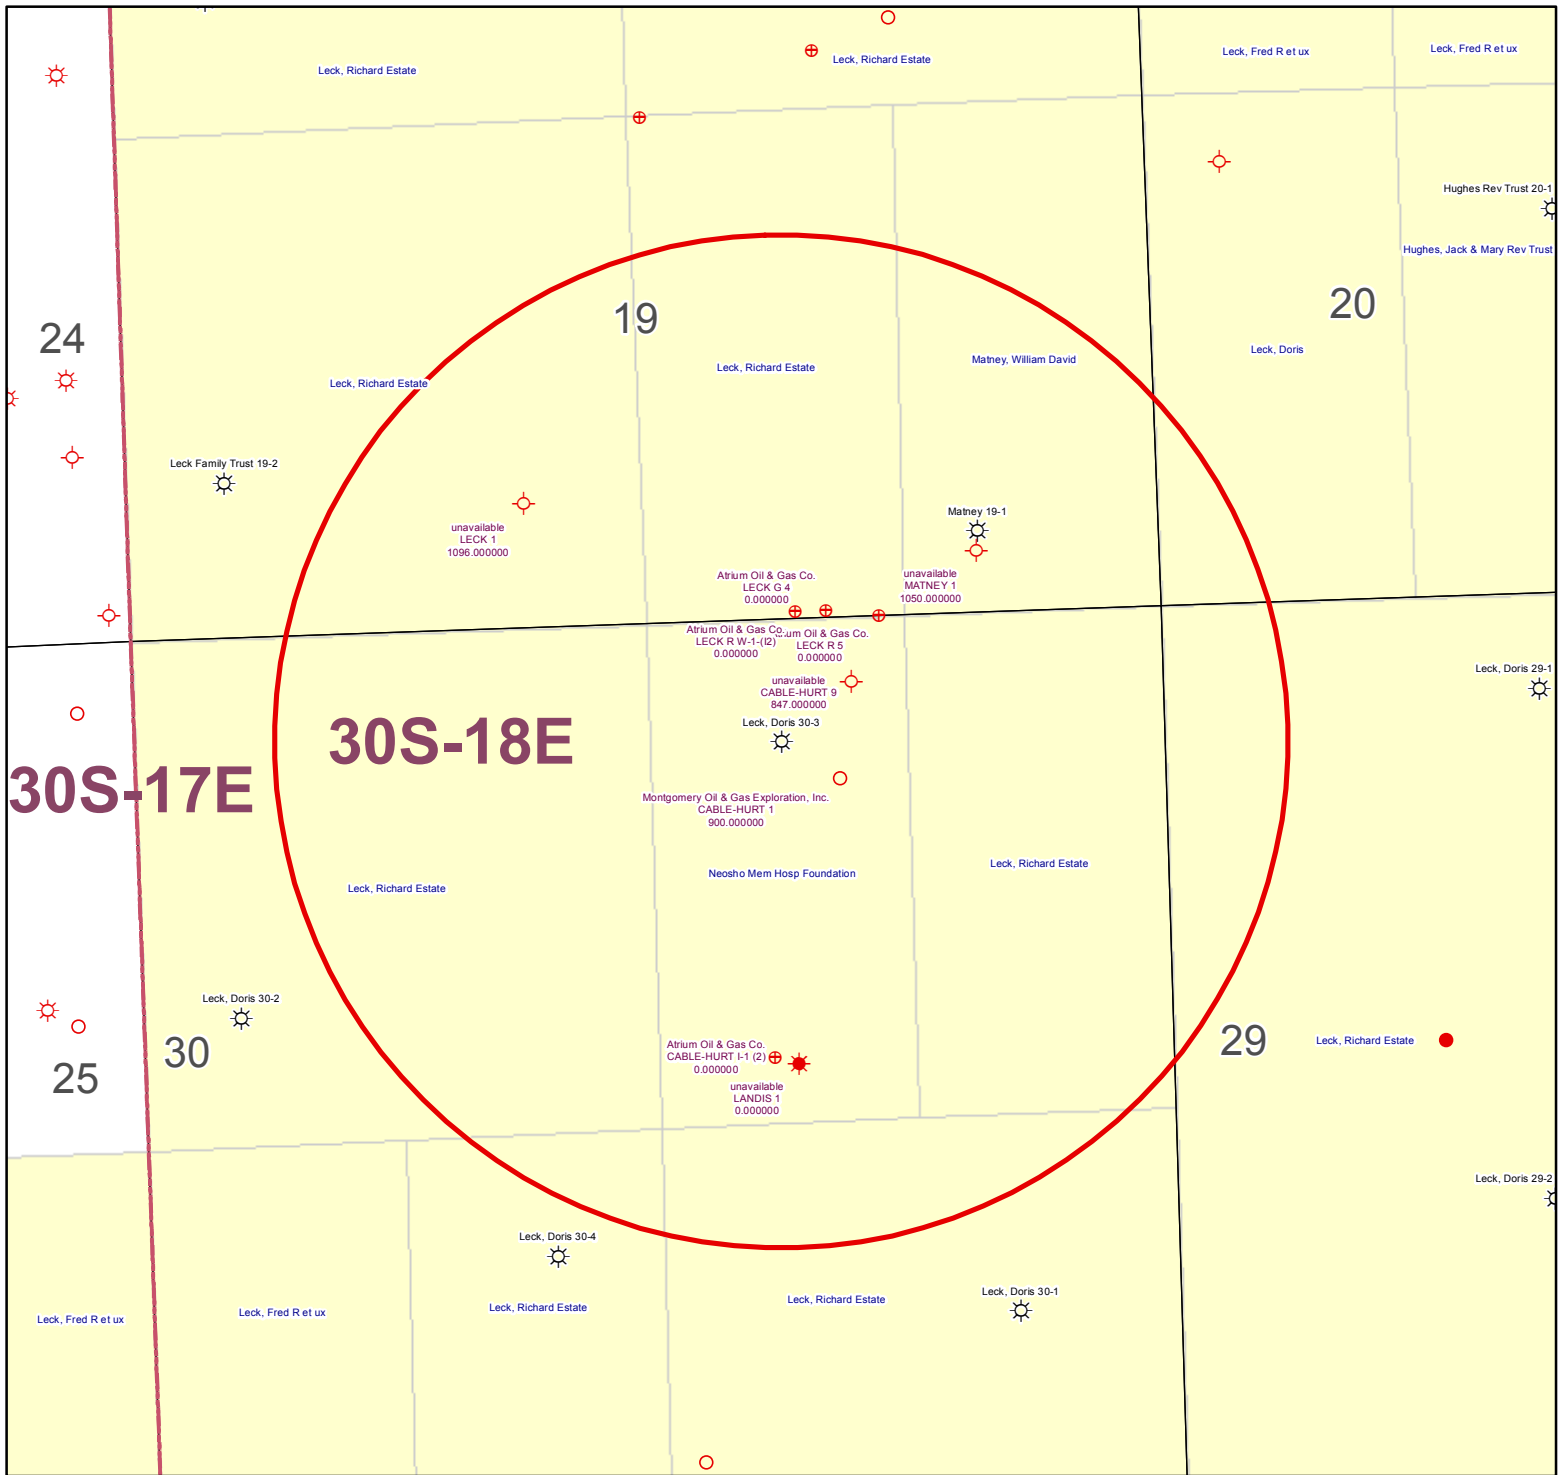 Leck, Richard Estate
Leck, Richard Estate
Leck, Fred R et ux
Leck, Fred R et ux
Hughes Rev Trust 20-1
Hughes, Jack & Mary Rev Trust
19
20
24
Leck, Richard Estate
Leck, Richard Estate
Matney, William David
Leck, Doris
Leck Family Trust 19-2
unavailable
LECK 1
1096.000000
Matney 19-1
unavailable
MATNEY 1
1050.000000
Atrium Oil & Gas Co.
LECK G 4
0.000000
Atrium Oil & Gas Co.
LECK R W-1-(I2)
0.000000
um Oil & Gas Co.
LECK R 5
0.000000
unavailable
CABLE-HURT 9
847.000000
Leck, Doris 29-1
Leck, Doris 30-3
30S-18E
30S-17E
Montgomery Oil & Gas Exploration, Inc.
CABLE-HURT 1
900.000000
Leck, Richard Estate
Neosho Mem Hosp Foundation
Leck, Richard Estate
Leck, Doris 30-2
30
25
29
Leck, Richard Estate
Atrium Oil & Gas Co.
CABLE-HURT I-1 (2)
0.000000
unavailable
LANDIS 1
0.000000
Leck, Doris 29-2
Leck, Doris 30-4
Leck, Doris 30-1
Leck, Fred R et ux
Leck, Fred R et ux
Leck, Richard Estate
Leck, Richard Estate